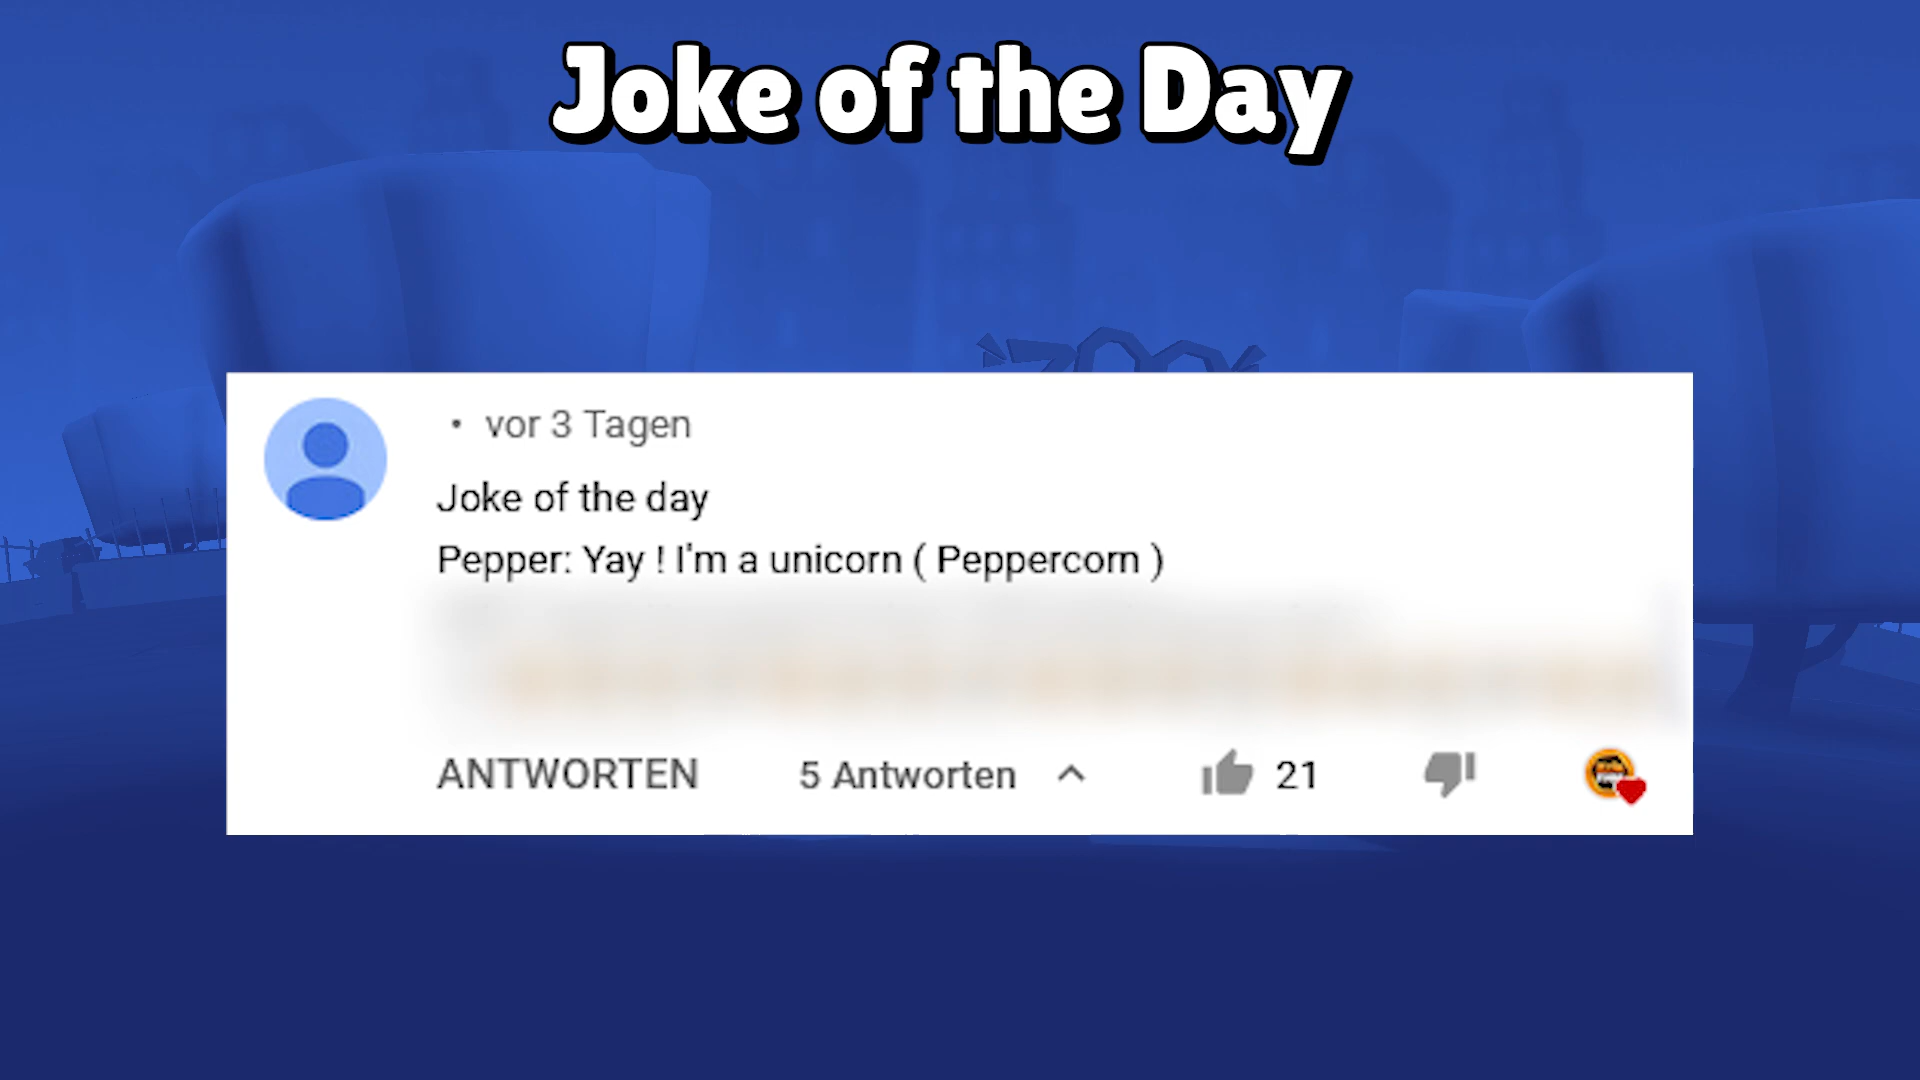 Joke of the Day
• vor 3 Tagen
Joke of the day
Pepper: Yay ! I'm a unicorn ( Peppercorn )
ANTWORTEN 5 Antworten 21